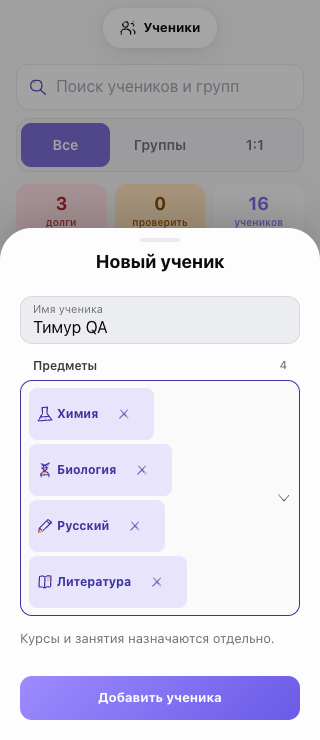 Ученики
Поиск учеников и групп
Все Группы 1:1
3 0 16
долги проверить учеников
Новый ученик
Имя ученика
Тимур QA
Предметы 4
Химия
Биология
Русский
Литература
Курсы и занятия назначаются отдельно.
Добавить ученика